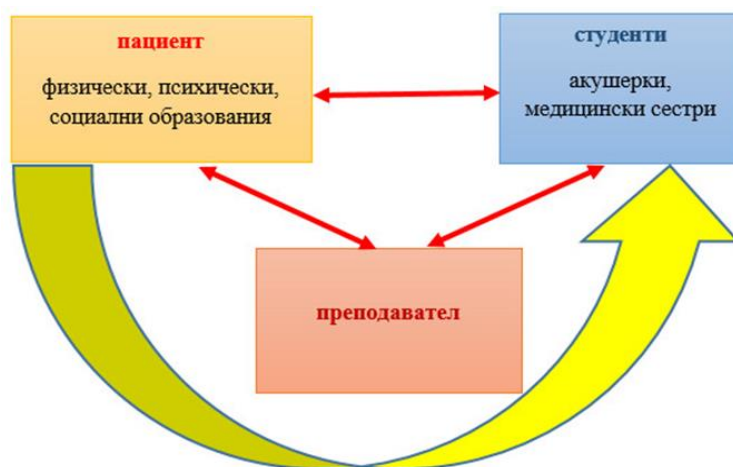 пациент
физически, психически,
социални образования
студенти
акушерки,
медицински сестри
преподавател